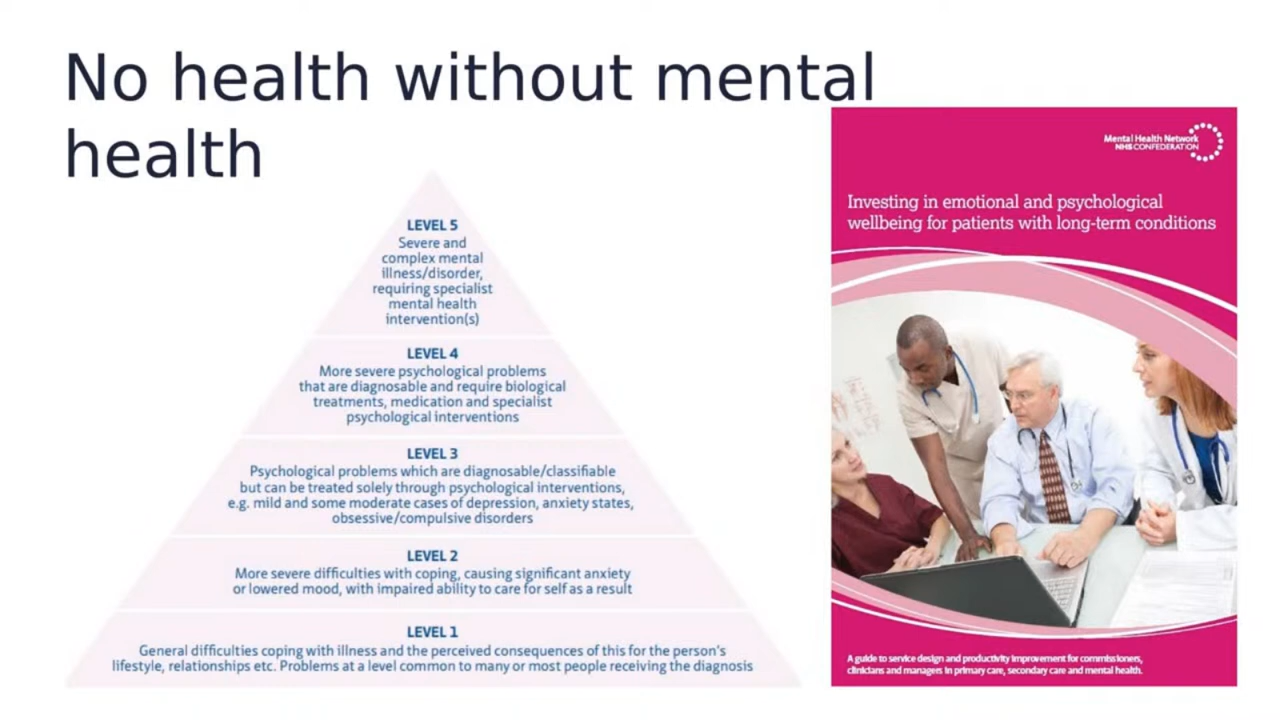 No health without mental
health
LEVEL 5
Severe and
complex mental
illness/disorder,
requiring specialist
mental health
intervention(s)
LEVEL 4
More severe psychological problems
that are diagnosable and require biological
treatments, medication and specialist
psychological interventions
LEVEL 3
Psychological problems which are diagnosable/classifiable
but can be treated solely through psychological interventions,
e.g. mild and some moderate cases of depression, anxiety states,
obsessive/compulsive disorders
LEVEL 2
More severe difficulties with coping, causing significant anxiety
or lowered mood, with impaired ability to care for self as a result
LEVEL 1
General difficulties coping with illness and the perceived consequences of this for the person's
lifestyle, relationships etc. Problems at a level common to many or most people receiving the diagnosis
Mental Health Network
NHS CONFEDERATION
Investing in emotional and psychological
wellbeing for patients with long-term conditions
A guide to service design and productivity improvement for commissioners,
clinicians and managers in primary care, secondary care and mental health.